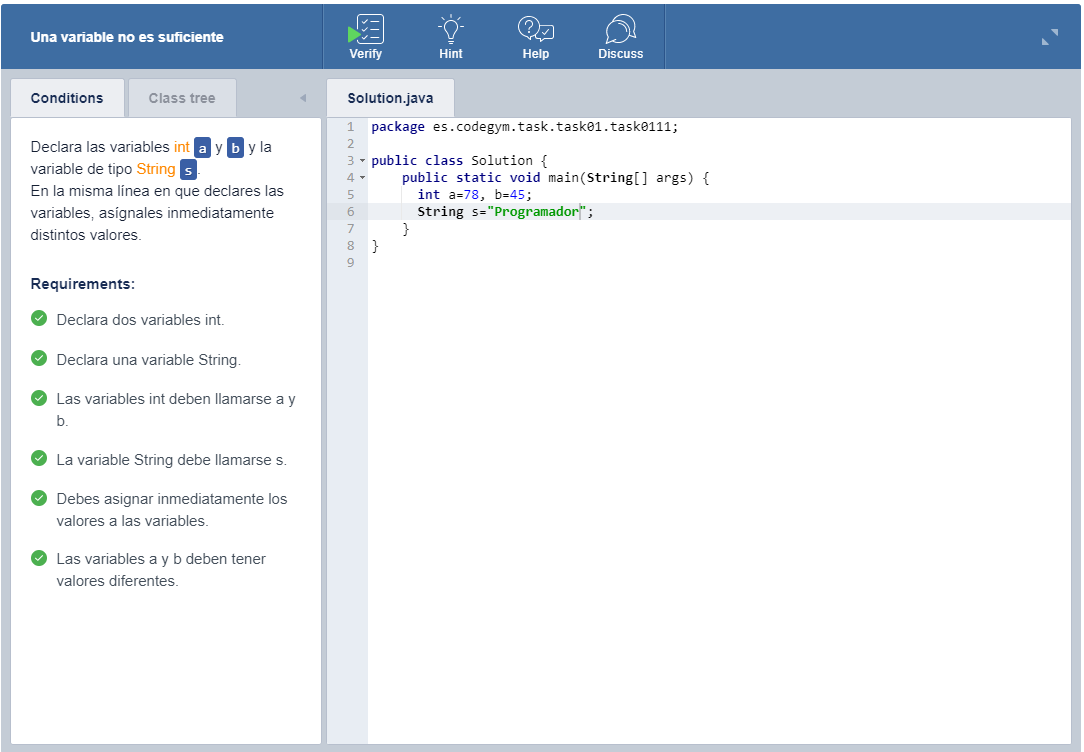 Una variable no es suficiente
Verify
Hint
Help
Discuss
Conditions
Class tree
Declara las variables int a y b y la
variable de tipo String s.
En la misma línea en que declares las
variables, asígnales inmediatamente
distintos valores.
Requirements:
Declara dos variables int.
Declara una variable String.
Las variables int deben llamarse a y
b.
La variable String debe llamarse s.
Debes asignar inmediatamente los
valores a las variables.
Las variables a y b deben tener
valores diferentes.
Solution.java
1 package es.codegym.task.task01.task0111;
2
3 public class Solution {
4     public static void main(String[] args) {
5       int a=78, b=45;
6       String s="Programador";
7     }
8 }
9